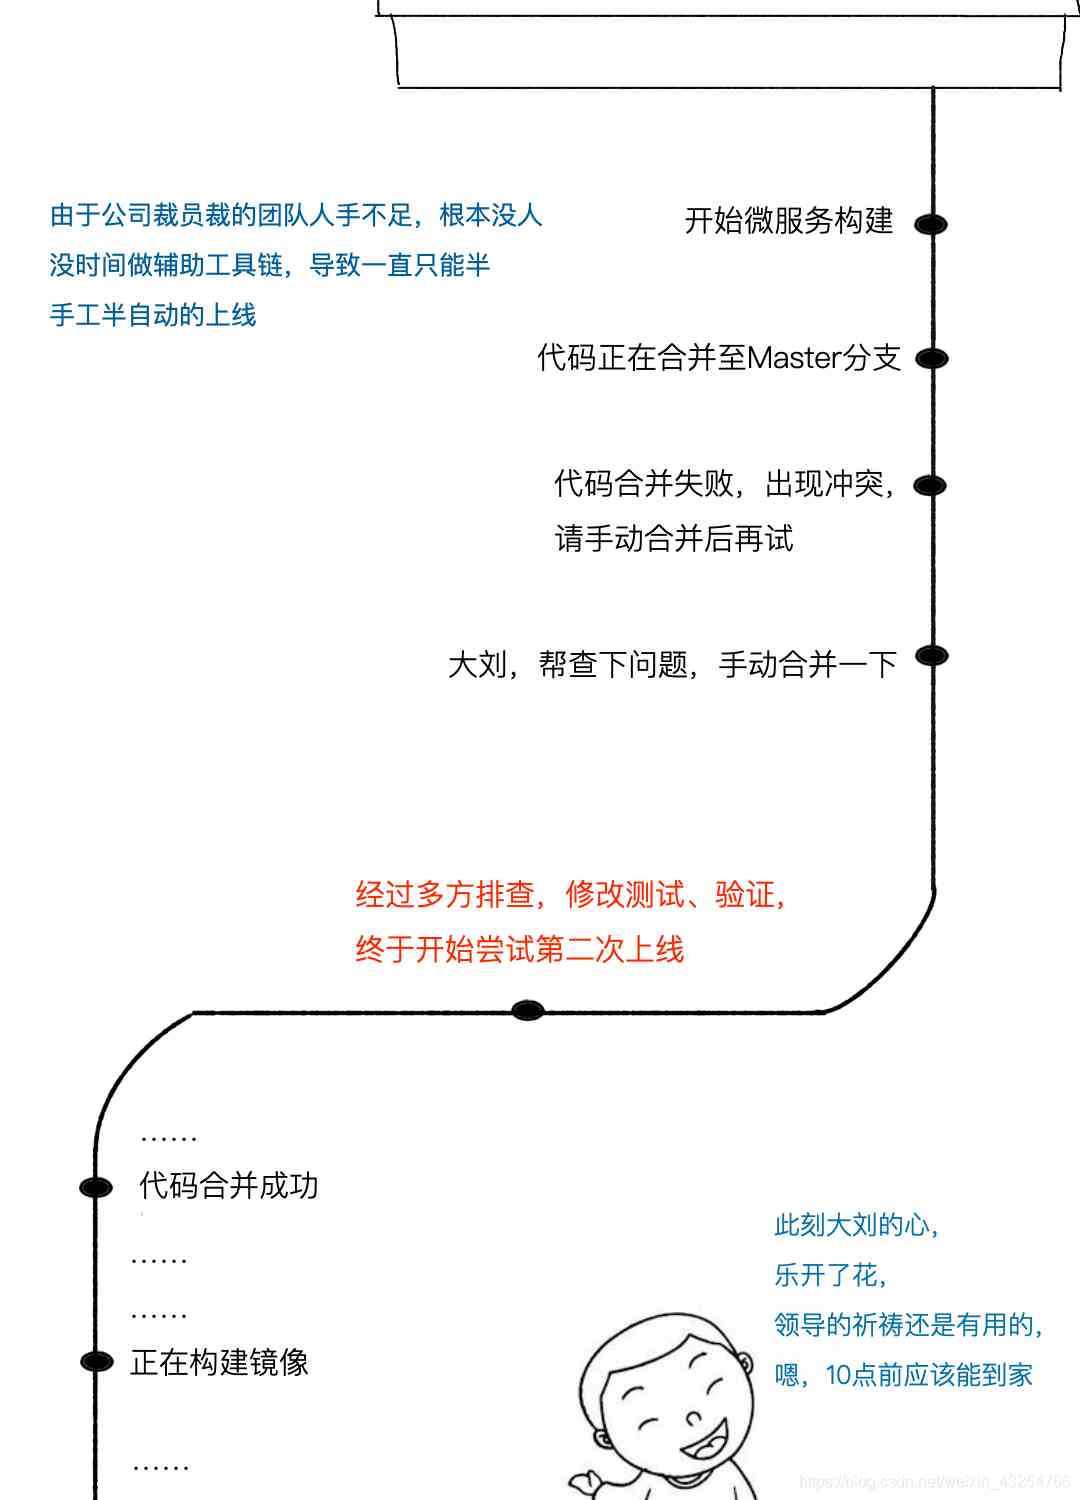 由于公司裁员裁的团队人手不足，根本没人
没时间做辅助工具链，导致一直只能半
手工半自动的上线
开始微服务构建
代码正在合并至Master分支
代码合并失败，出现冲突，
请手动合并后再试
大刘，帮查下问题，手动合并一下
经过多方排查，修改测试、验证，
终于开始尝试第二次上线
……
代码合并成功
……
……
正在构建镜像
……
此刻大刘的心，
乐开了花，
领导的祈祷还是有用的，
嗯，10点前应该能到家
https://blog.csdn.net/weixin_43254766